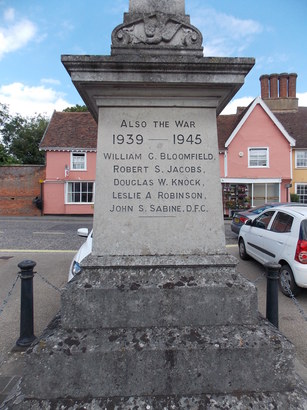 ALSO THE WAR
1939 — 1945
WILLIAM G. BLOOMFIELD,
ROBERT S. JACOBS,
DOUGLAS W. KNOCK,
LESLIE A. ROBINSON,
JOHN S. SABINE, D.F.C.